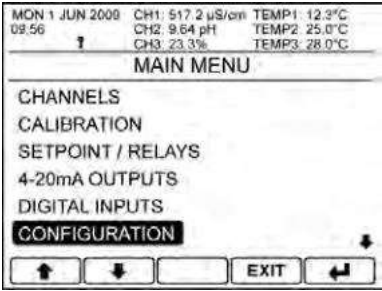 MON 1 JUN 2009 CH1: 517.2 µS/cm TEMP1: 12.3°C
09:56 CH2: 9.64 pH TEMP2: 25.0°C
CH3: 23.3% TEMP3: 28.0°C
MAIN MENU
CHANNELS
CALIBRATION
SETPOINT / RELAYS
4-20mA OUTPUTS
DIGITAL INPUTS
CONFIGURATION
EXIT